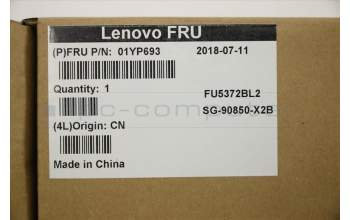 Lenovo FRU
(P)FRU P/N: 01YP693 2018-07-11
Quantity: 1 FU5372BL2
SG-90850-X2B
(4L)Origin: CN
Made in China